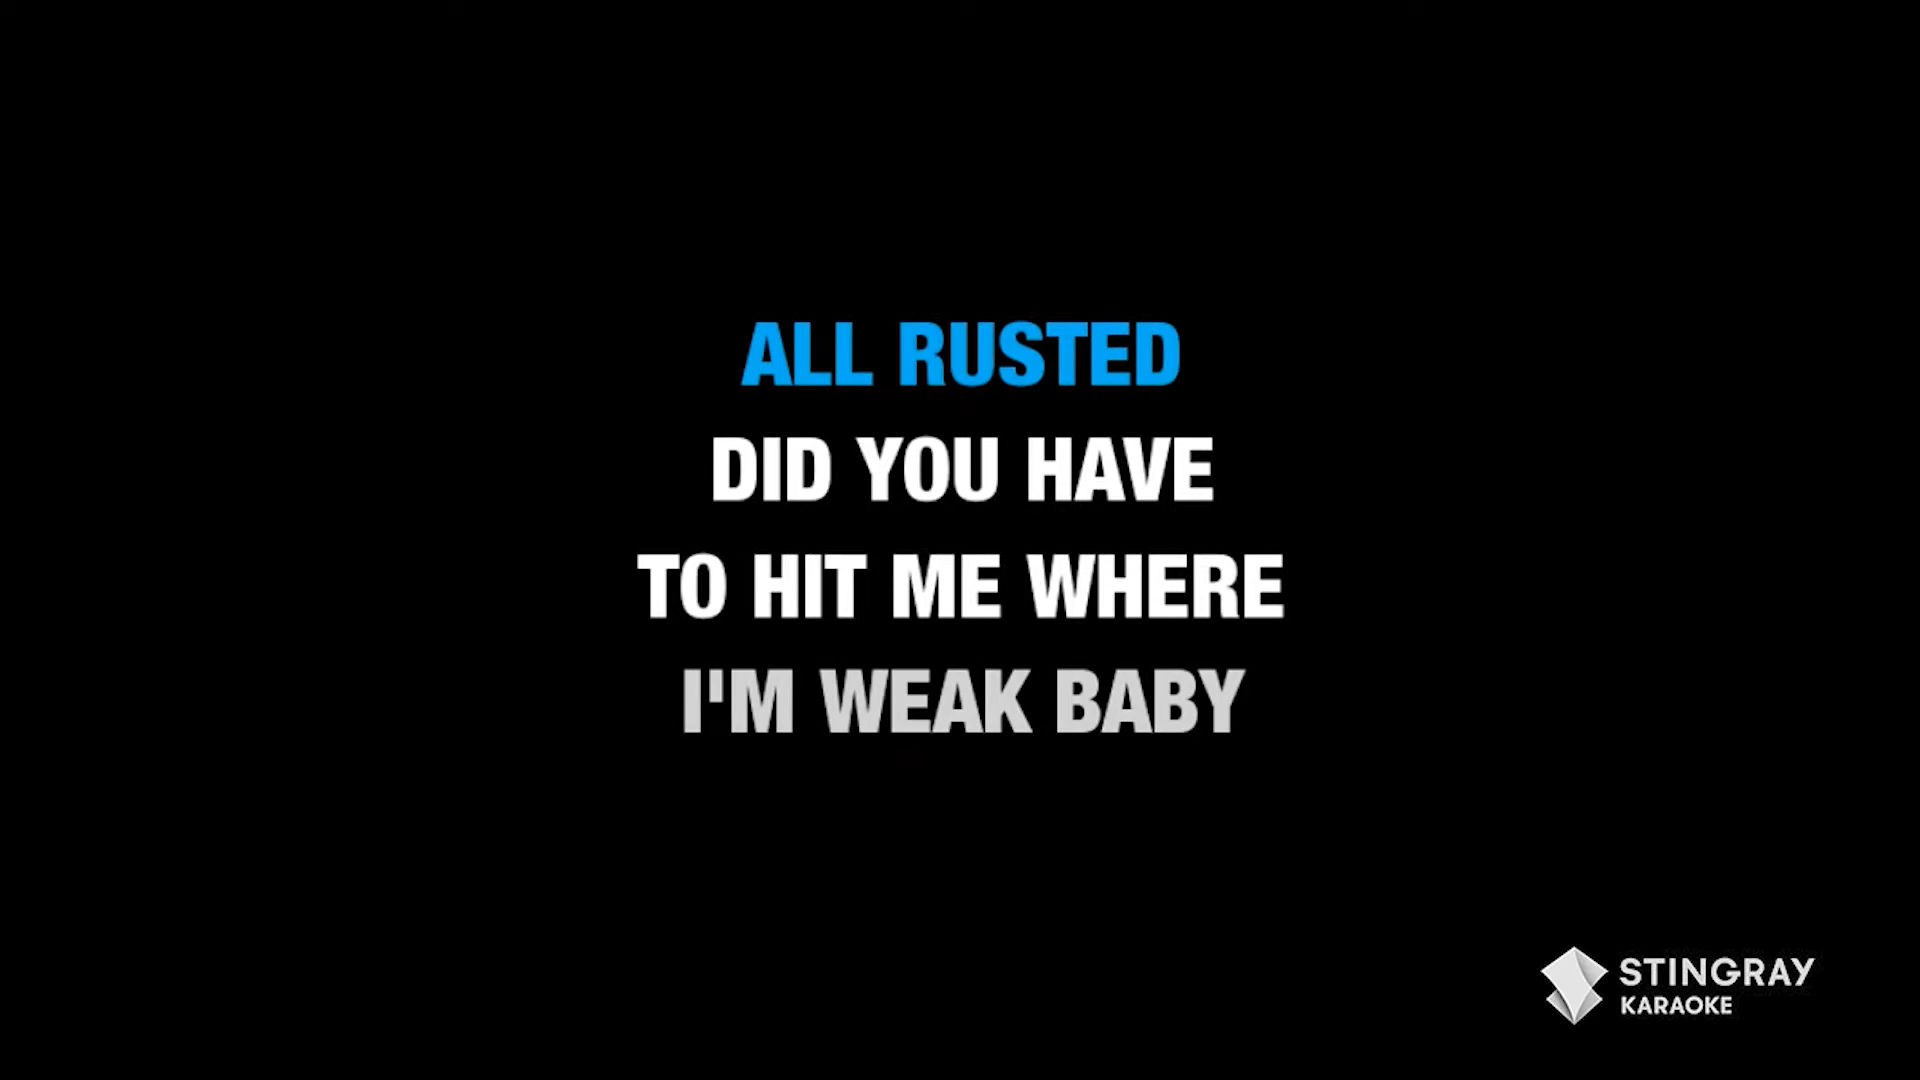 ALL RUSTED
DID YOU HAVE
TO HIT ME WHERE
I'M WEAK BABY
STINGRAY
KARAOKE